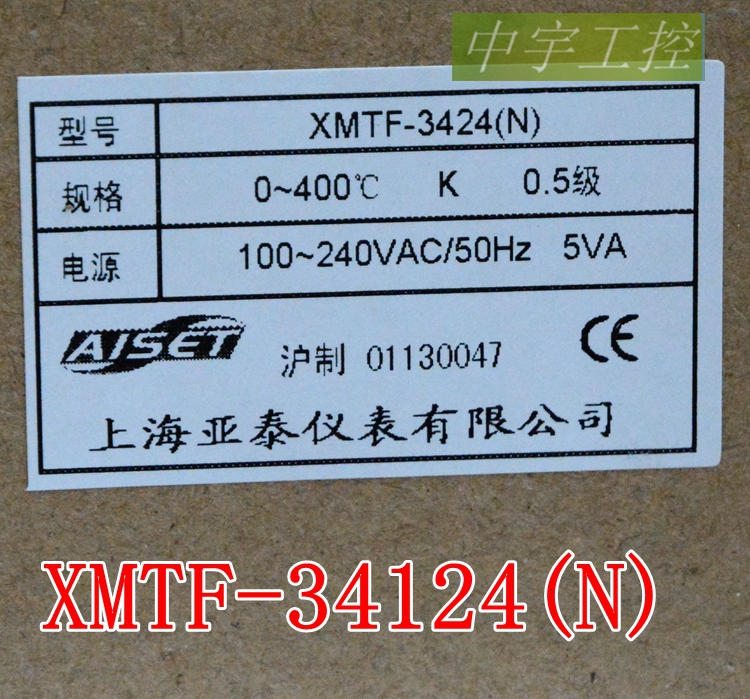 中宇工控
型号 XMTF-3424(N)
规格 0~400℃ K 0.5级
电源 100~240VAC/50Hz 5VA
AISET 沪制 01130047 CE
上海亚泰仪表有限公司
XMTF-34124(N)